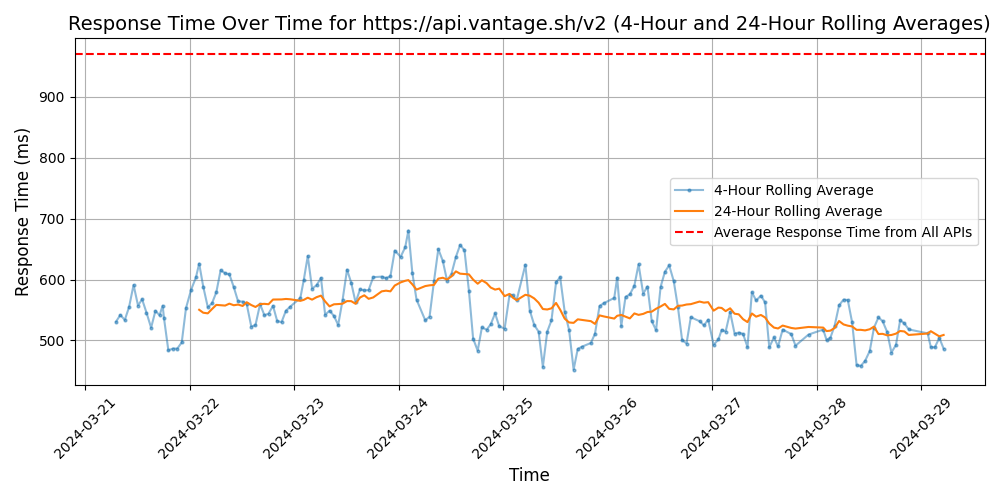 Response Time Over Time for https://api.vantage.sh/v2 (4-Hour and 24-Hour Rolling Averages)
Response Time (ms)
900
800
700
600
500
4-Hour Rolling Average
24-Hour Rolling Average
Average Response Time from All APIs
2024-03-21
2024-03-22
2024-03-23
2024-03-24
2024-03-25
2024-03-26
2024-03-27
2024-03-28
2024-03-29
Time